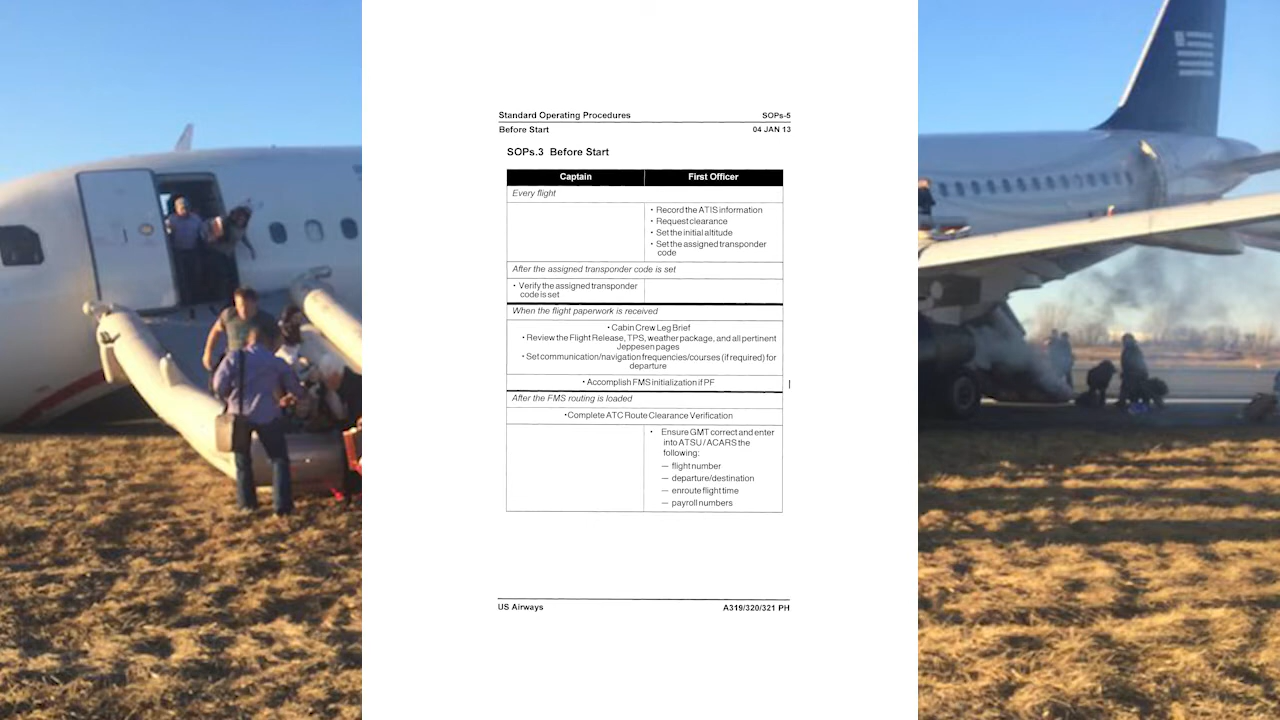 Standard Operating Procedures SOPs-5
Before Start 04 JAN 13
SOPs.3 Before Start
Captain First Officer
Every flight
• Record the ATIS information
• Request clearance
• Set the initial altitude
• Set the assigned transponder
code
After the assigned transponder code is set
• Verify the assigned transponder
code is set
When the flight paperwork is received
• Cabin Crew Leg Brief
• Review the Flight Release, TPS, weather package, and all pertinent
Jeppesen pages
• Set communication/navigation frequencies/courses (if required) for
departure
• Accomplish FMS initialization if PF
After the FMS routing is loaded
• Complete ATC Route Clearance Verification
• Ensure GMT correct and enter
into ATSU / ACARS the
following:
— flight number
— departure/destination
— enroute flight time
— payroll numbers
US Airways A319/320/321 PH